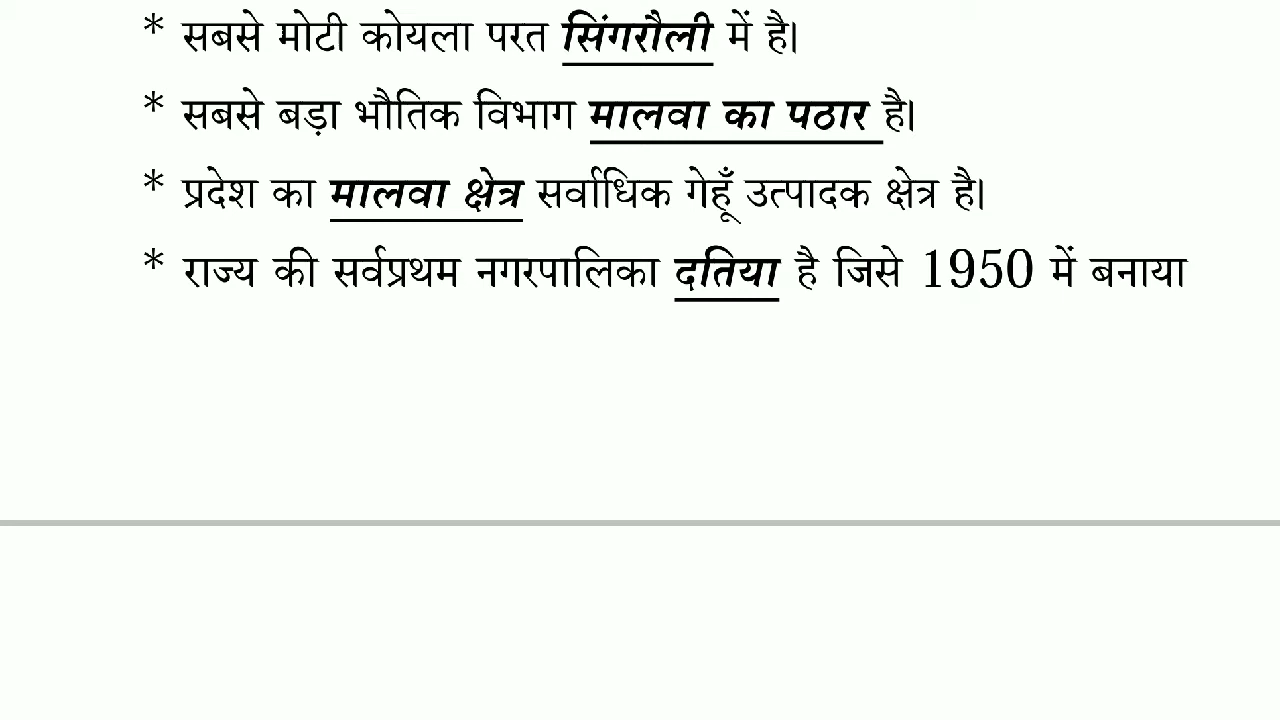 * सबसे मोटी कोयला परत सिंगरौली में है।
* सबसे बड़ा भौतिक विभाग मालवा का पठार है।
* प्रदेश का मालवा क्षेत्र सर्वाधिक गेहूँ उत्पादक क्षेत्र है।
* राज्य की सर्वप्रथम नगरपालिका दतिया है जिसे 1950 में बनाया